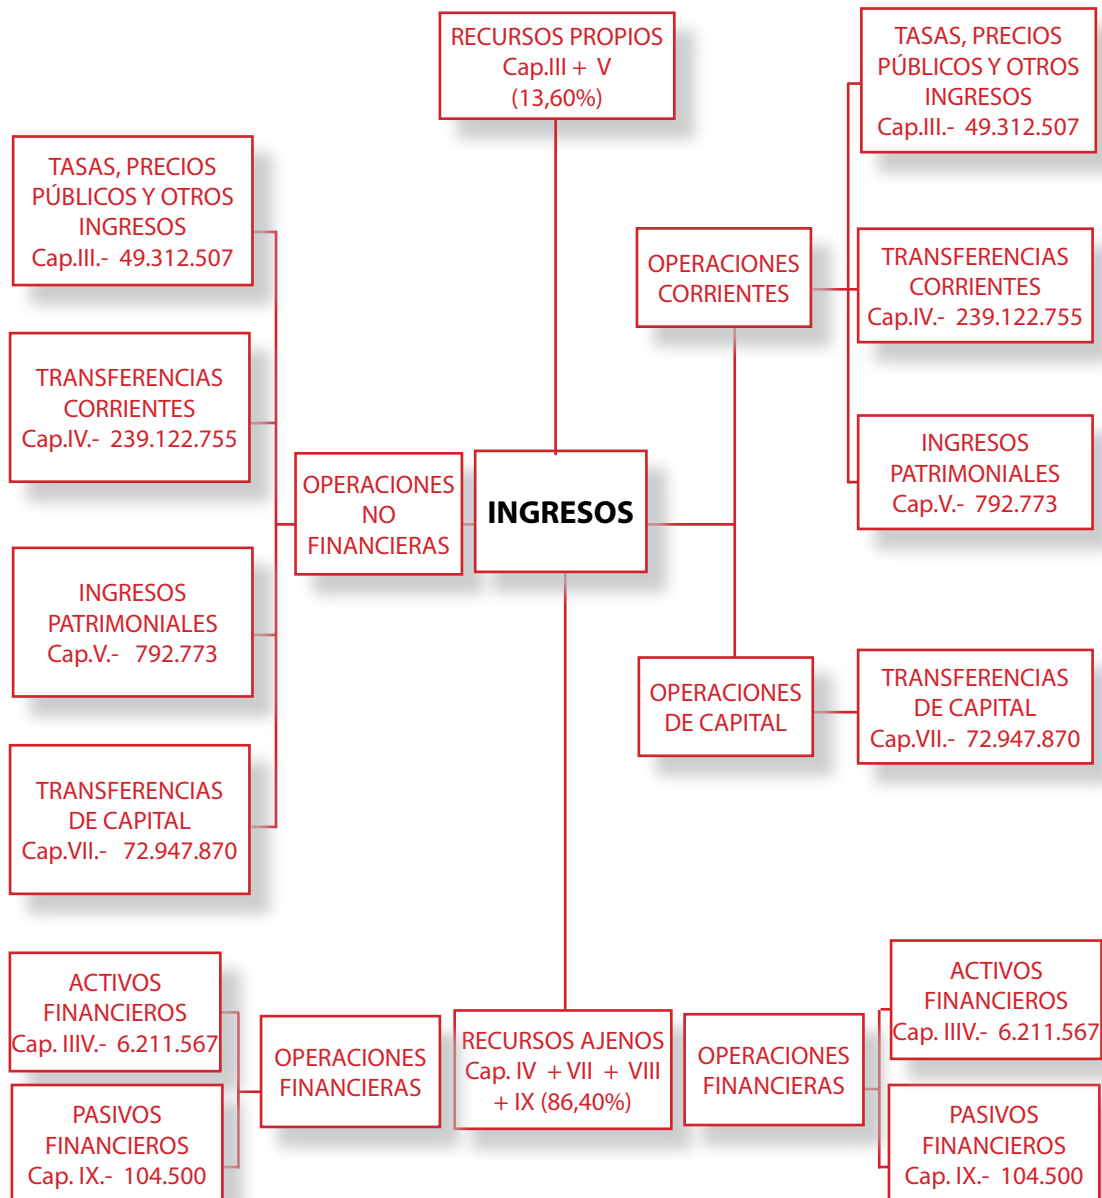 RECURSOS PROPIOS
Cap.III + V
(13,60%)
TASAS, PRECIOS
PÚBLICOS Y OTROS
INGRESOS
Cap.III.- 49.312.507
TASAS, PRECIOS
PÚBLICOS Y OTROS
INGRESOS
Cap.III.- 49.312.507
OPERACIONES
CORRIENTES
TRANSFERENCIAS
CORRIENTES
Cap.IV.- 239.122.755
TRANSFERENCIAS
CORRIENTES
Cap.IV.- 239.122.755
INGRESOS
PATRIMONIALES
Cap.V.- 792.773
OPERACIONES
NO
FINANCIERAS
INGRESOS
INGRESOS
PATRIMONIALES
Cap.V.- 792.773
OPERACIONES
DE CAPITAL
TRANSFERENCIAS
DE CAPITAL
Cap.VII.- 72.947.870
TRANSFERENCIAS
DE CAPITAL
Cap.VII.- 72.947.870
ACTIVOS
FINANCIEROS
Cap. IIIV.- 6.211.567
OPERACIONES
FINANCIERAS
RECURSOS AJENOS
Cap. IV + VII + VIII
+ IX (86,40%)
OPERACIONES
FINANCIERAS
ACTIVOS
FINANCIEROS
Cap. IIIV.- 6.211.567
PASIVOS
FINANCIEROS
Cap. IX.- 104.500
PASIVOS
FINANCIEROS
Cap. IX.- 104.500